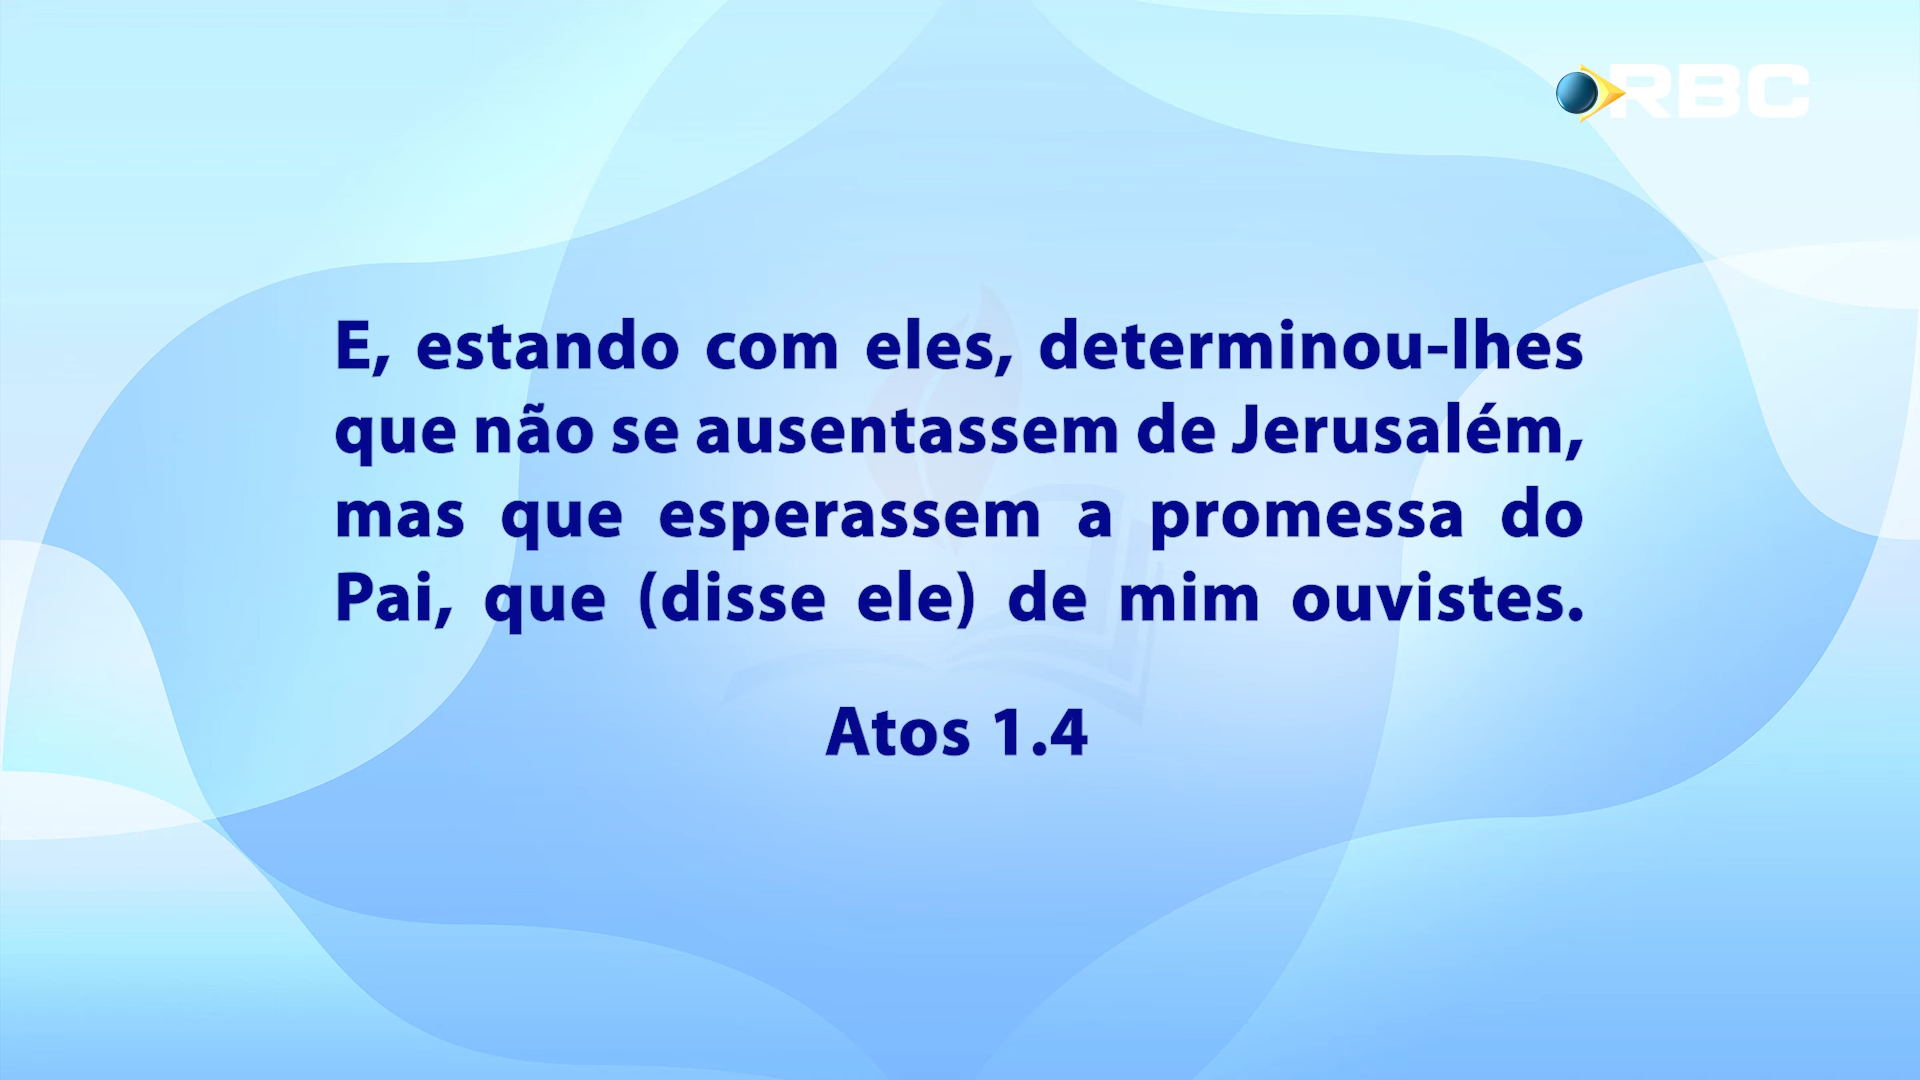 RBC
E, estando com eles, determinou-lhes
que não se ausentassem de Jerusalém,
mas que esperassem a promessa do
Pai, que (disse ele) de mim ouvistes.
Atos 1.4